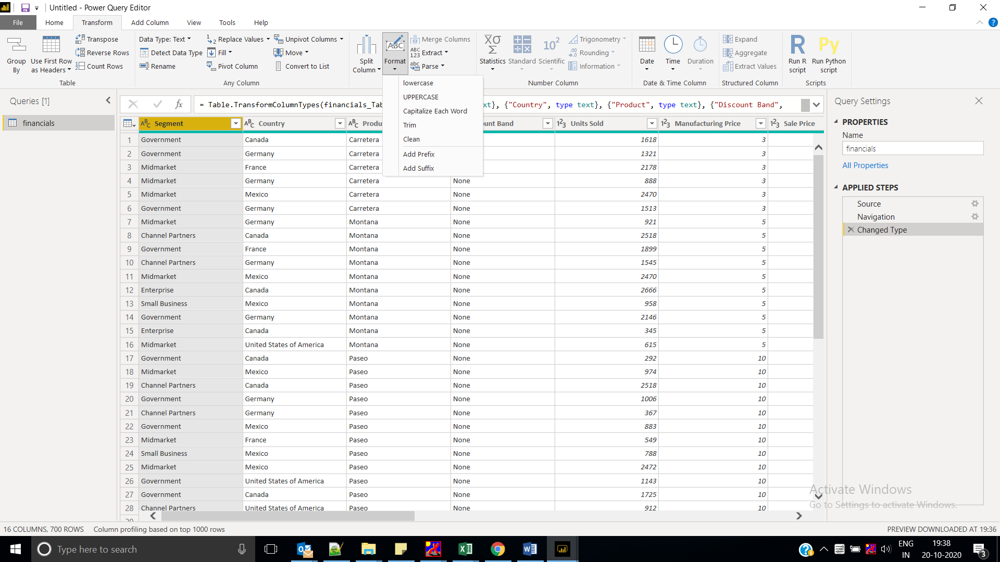 Untitled - Power Query Editor
File Home Transform Add Column View Tools Help
Group By
Use First Row as Headers
Transpose
Reverse Rows
Count Rows
Table
Data Type: Text
Detect Data Type
Rename
Replace Values
Fill
Pivot Column
Unpivot Columns
Move
Convert to List
Any Column
Split Column
Format
Merge Columns
Extract
Parse
Statistics
Standard
Scientific
Trigonometry
Rounding
Information
Number Column
Date
Time
Duration
Date & Time Column
Expand
Aggregate
Extract Values
Structured Column
Run R script
Run Python script
Scripts
lowercase
UPPERCASE
Capitalize Each Word
Trim
Clean
Add Prefix
Add Suffix
Queries [1]
financials
= Table.TransformColumnTypes(financials_Tab xt}, {"Country", type text}, {"Product", type text}, {"Discount Band",
Segment Country Produ unt Band Units Sold Manufacturing Price Sale Price
1 Government Canada Carretera 1618 3
2 Government Germany Carretera 1321 3
3 Midmarket France Carretera 2178 3
4 Midmarket Germany Carretera None 888 3
5 Midmarket Mexico Carretera None 2470 3
6 Government Germany Carretera None 1513 3
7 Midmarket Germany Montana None 921 5
8 Channel Partners Canada Montana None 2518 5
9 Government France Montana None 1899 5
10 Channel Partners Germany Montana None 1545 5
11 Midmarket Mexico Montana None 2470 5
12 Enterprise Canada Montana None 2666 5
13 Small Business Mexico Montana None 958 5
14 Government Germany Montana None 2146 5
15 Enterprise Canada Montana None 345 5
16 Midmarket United States of America Montana None 615 5
17 Government Canada Paseo None 292 10
18 Midmarket Mexico Paseo None 974 10
19 Channel Partners Canada Paseo None 2518 10
20 Government Germany Paseo None 1006 10
21 Channel Partners Germany Paseo None 367 10
22 Government Mexico Paseo None 883 10
23 Midmarket France Paseo None 549 10
24 Small Business Mexico Paseo None 788 10
25 Midmarket Mexico Paseo None 2472 10
26 Government United States of America Paseo None 1143 10
27 Government Canada Paseo None 1725 10
28 Channel Partners United States of America Paseo None 912 10
Query Settings
PROPERTIES
Name
financials
All Properties
APPLIED STEPS
Source
Navigation
Changed Type
Activate Windows
Go to Settings to activate Windows.
16 COLUMNS, 700 ROWS Column profiling based on top 1000 rows
PREVIEW DOWNLOADED AT 19:36
Type here to search
ENG
IN
19:38
20-10-2020
3